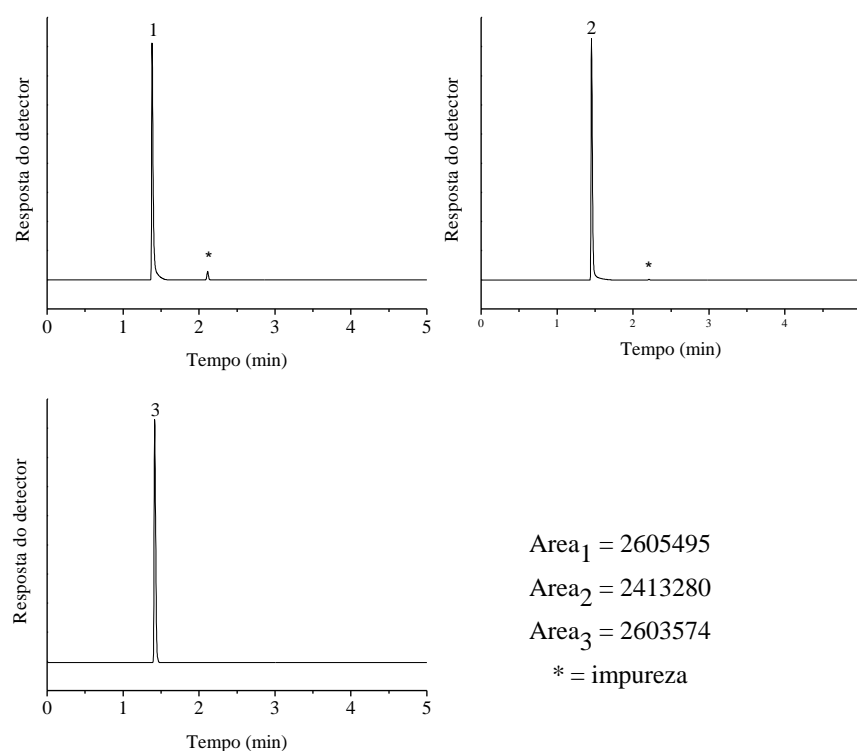 1
*
Resposta do detector
0 1 2 3 4 5
Tempo (min)
2
*
Resposta do detector
0 1 2 3 4
Tempo (min)
3
Resposta do detector
0 1 2 3 4 5
Tempo (min)
Area1 = 2605495
Area2 = 2413280
Area3 = 2603574
* = impureza